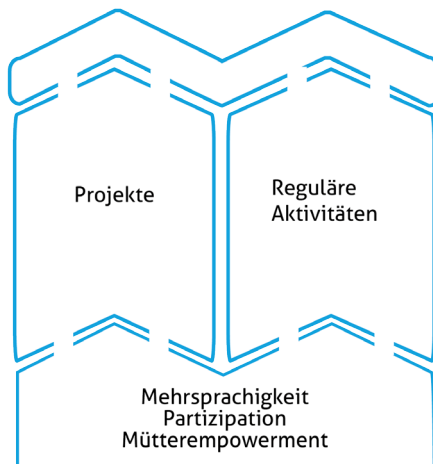 Projekte
Reguläre
Aktivitäten
Mehrsprachigkeit
Partizipation
Mütterempowerment